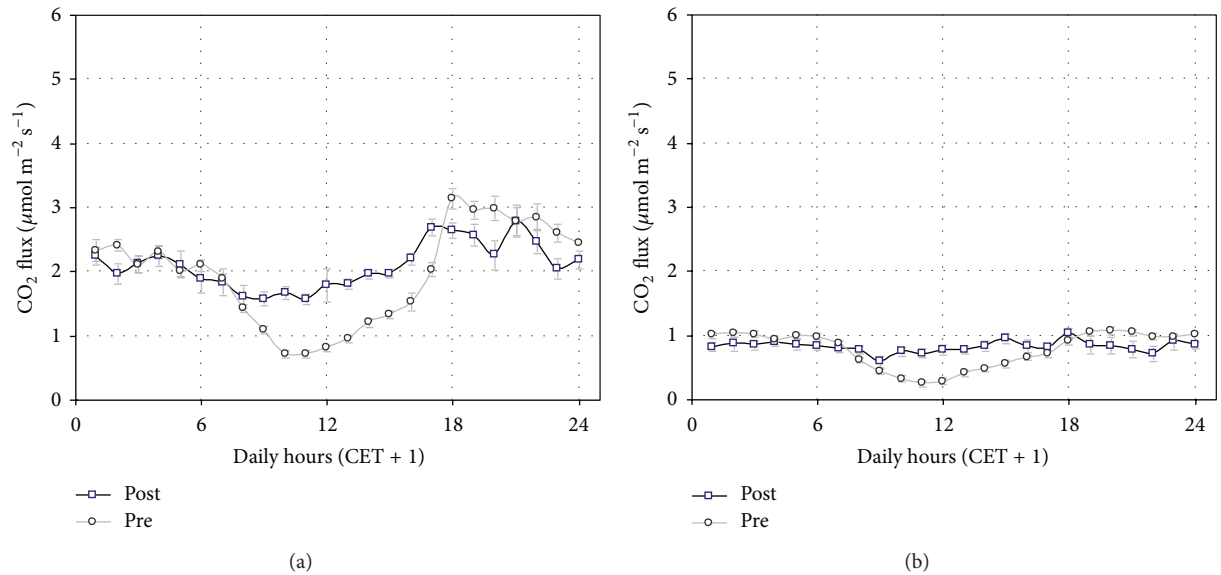 6
5
4
3
2
1
0
CO₂ flux (μmol m⁻² s⁻¹)
0 6 12 18 24
Daily hours (CET + 1)
Post
Pre
(a)
6
5
4
3
2
1
0
CO₂ flux (μmol m⁻² s⁻¹)
0 6 12 18 24
Daily hours (CET + 1)
Post
Pre
(b)